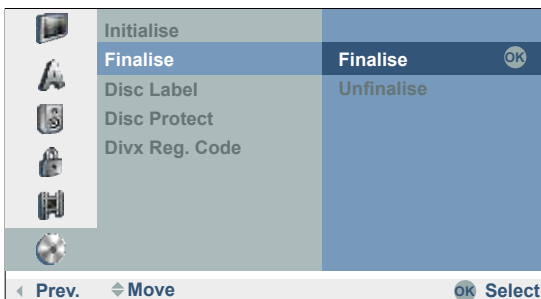 Initialise
Finalise
Finalise OK
Disc Label
Unfinalise
Disc Protect
Divx Reg. Code
Prev. Move OK Select